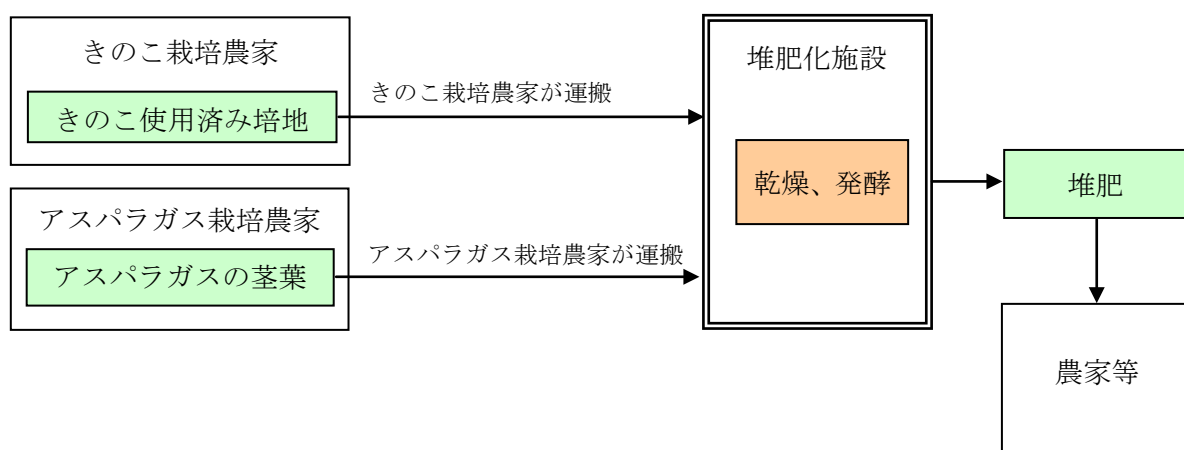 きのこ栽培農家
きのこ使用済み培地
きのこ栽培農家が運搬
アスパラガス栽培農家
アスパラガスの茎葉
アスパラガス栽培農家が運搬
堆肥化施設
乾燥、発酵
堆肥
農家等